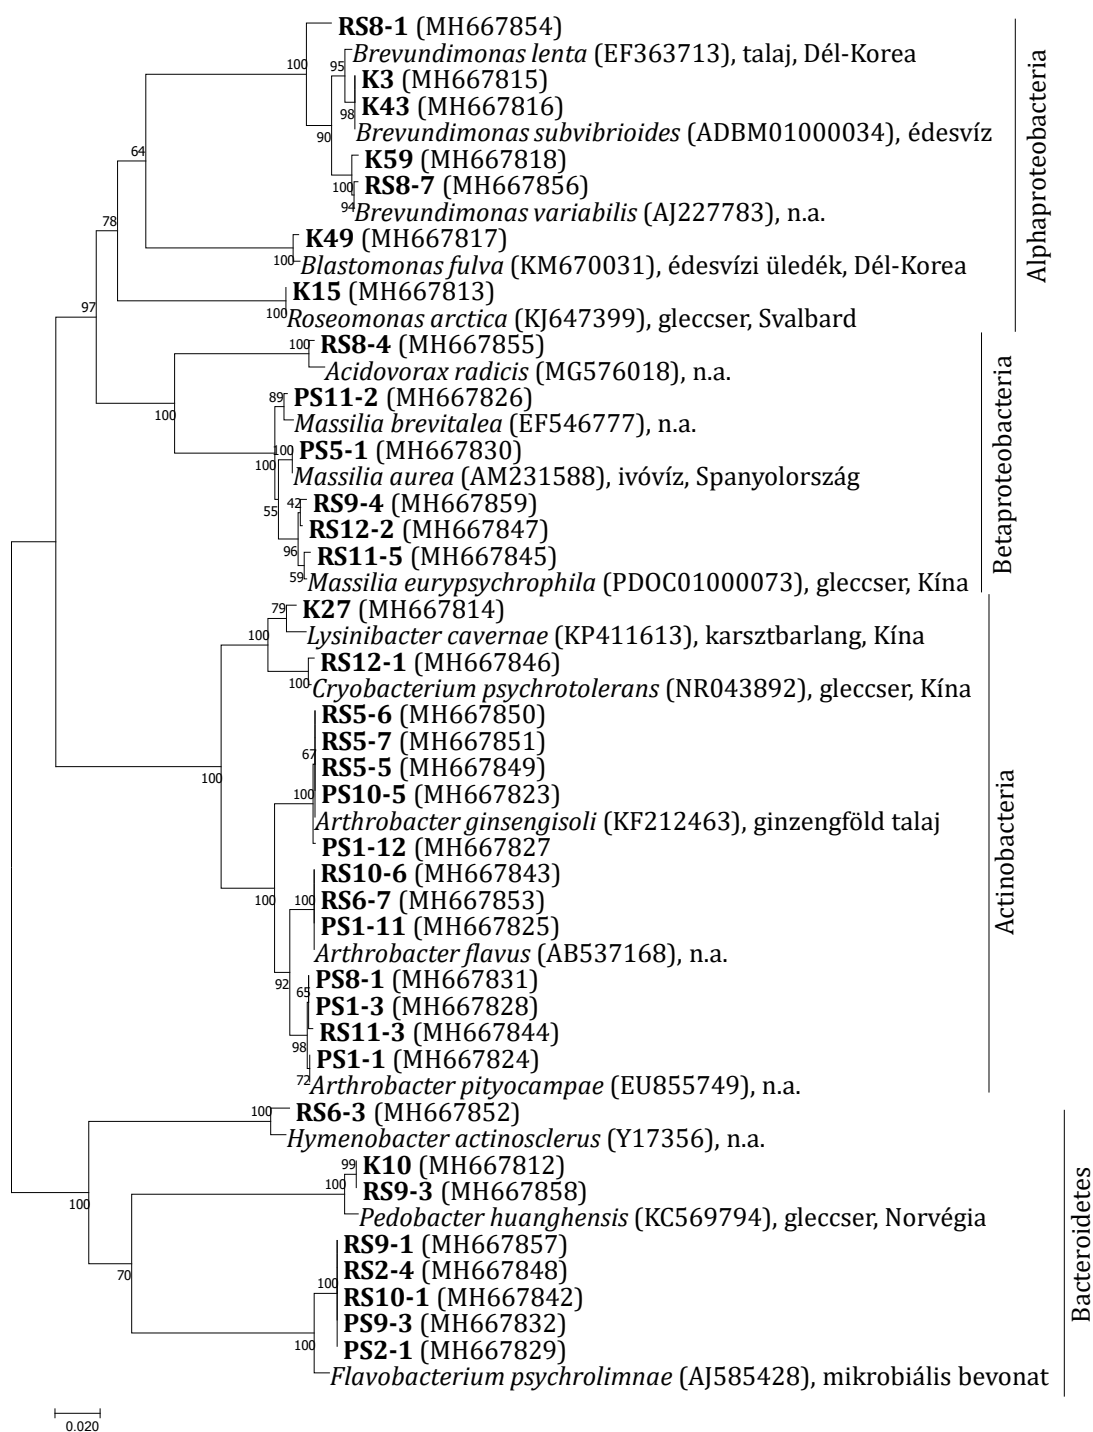 RS8-1 (MH667854)
Brevundimonas lenta (EF363713), talaj, Dél-Korea
100
95
K3 (MH667815)
K43 (MH667816)
98
Brevundimonas subvibrioides (ADBM01000034), édesvíz
90
64
K59 (MH667818)
RS8-7 (MH667856)
100
94
Brevundimonas variabilis (AJ227783), n.a.
78
K49 (MH667817)
100
Blastomonas fulva (KM670031), édesvízi üledék, Dél-Korea
K15 (MH667813)
97
100
Roseomonas arctica (KJ647399), gleccser, Svalbard
Alphaproteobacteria
RS8-4 (MH667855)
100
Acidovorax radicis (MG576018), n.a.
PS11-2 (MH667826)
89
100
Massilia brevitalea (EF546777), n.a.
PS5-1 (MH667830)
100
100
Massilia aurea (AM231588), ivóvíz, Spanyolország
RS9-4 (MH667859)
42
55
RS12-2 (MH667847)
96
RS11-5 (MH667845)
59
Massilia eurypsychrophila (PDOC01000073), gleccser, Kína
Betaproteobacteria
K27 (MH667814)
79
100
Lysinibacter cavernae (KP411613), karsztbarlang, Kína
RS12-1 (MH667846)
100
Cryobacterium psychrotolerans (NR043892), gleccser, Kína
RS5-6 (MH667850)
RS5-7 (MH667851)
67
RS5-5 (MH667849)
100
PS10-5 (MH667823)
100
Arthrobacter ginsengisoli (KF212463), ginzengföld talaj
PS1-12 (MH667827
RS10-6 (MH667843)
100
100
RS6-7 (MH667853)
PS1-11 (MH667825)
Arthrobacter flavus (AB537168), n.a.
PS8-1 (MH667831)
92
65
PS1-3 (MH667828)
RS11-3 (MH667844)
98
PS1-1 (MH667824)
72
Arthrobacter pityocampae (EU855749), n.a.
Actinobacteria
RS6-3 (MH667852)
100
Hymenobacter actinosclerus (Y17356), n.a.
K10 (MH667812)
99
100
RS9-3 (MH667858)
100
Pedobacter huanghensis (KC569794), gleccser, Norvégia
RS9-1 (MH667857)
RS2-4 (MH667848)
70
100
RS10-1 (MH667842)
PS9-3 (MH667832)
100
PS2-1 (MH667829)
Flavobacterium psychrolimnae (AJ585428), mikrobiális bevonat
Bacteroidetes
0.020